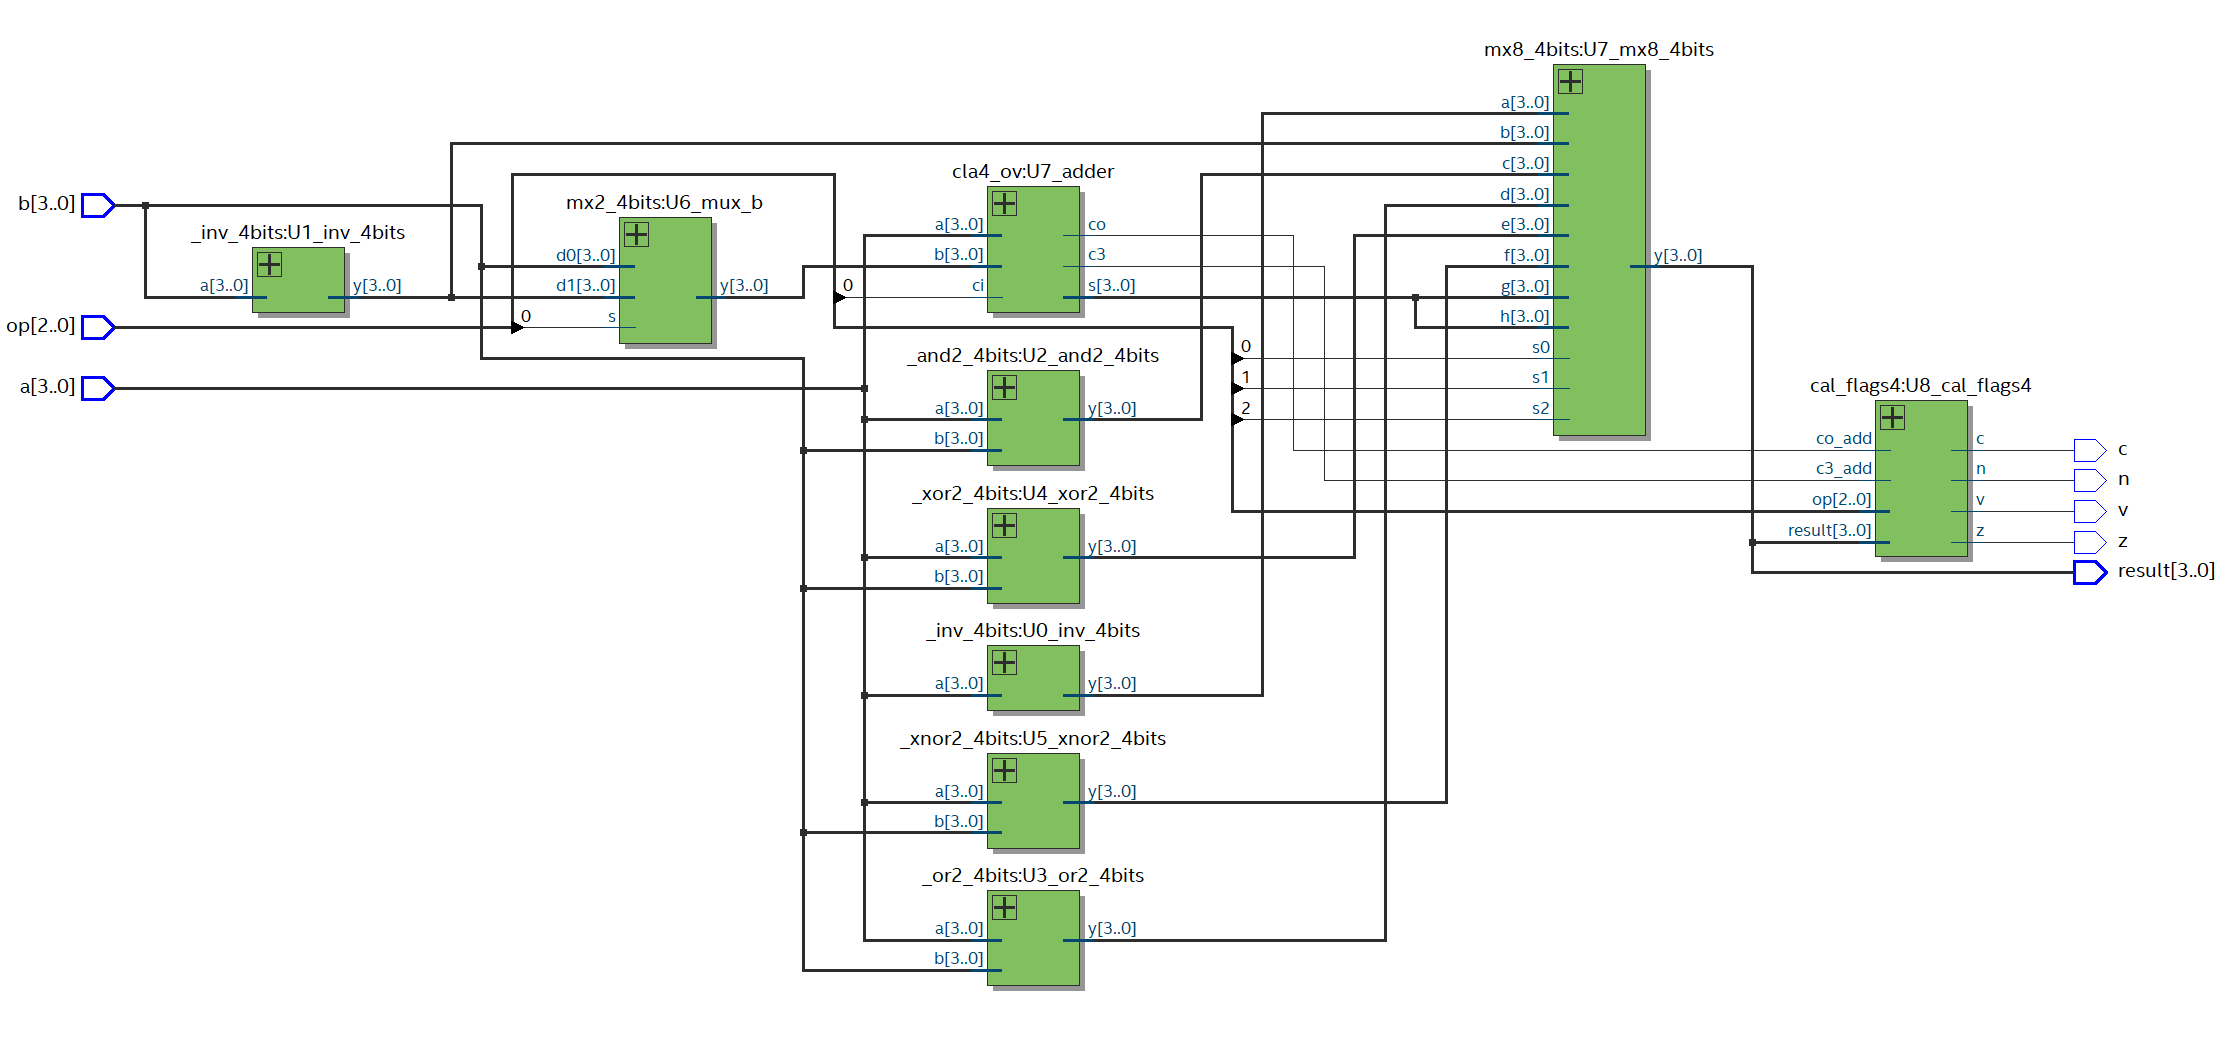 b[3..0]
op[2..0]
a[3..0]
_inv_4bits:U1_inv_4bits
a[3..0]
y[3..0]
mx2_4bits:U6_mux_b
d0[3..0]
d1[3..0]
s
y[3..0]
0
cla4_ov:U7_adder
a[3..0]
b[3..0]
ci
co
c3
s[3..0]
0
_and2_4bits:U2_and2_4bits
a[3..0]
b[3..0]
y[3..0]
_xor2_4bits:U4_xor2_4bits
a[3..0]
b[3..0]
y[3..0]
_inv_4bits:U0_inv_4bits
a[3..0]
y[3..0]
_xnor2_4bits:U5_xnor2_4bits
a[3..0]
b[3..0]
y[3..0]
_or2_4bits:U3_or2_4bits
a[3..0]
b[3..0]
y[3..0]
mx8_4bits:U7_mx8_4bits
a[3..0]
b[3..0]
c[3..0]
d[3..0]
e[3..0]
f[3..0]
g[3..0]
h[3..0]
s0
s1
s2
y[3..0]
0
1
2
cal_flags4:U8_cal_flags4
co_add
c3_add
op[2..0]
result[3..0]
c
n
v
z
c
n
v
z
result[3..0]